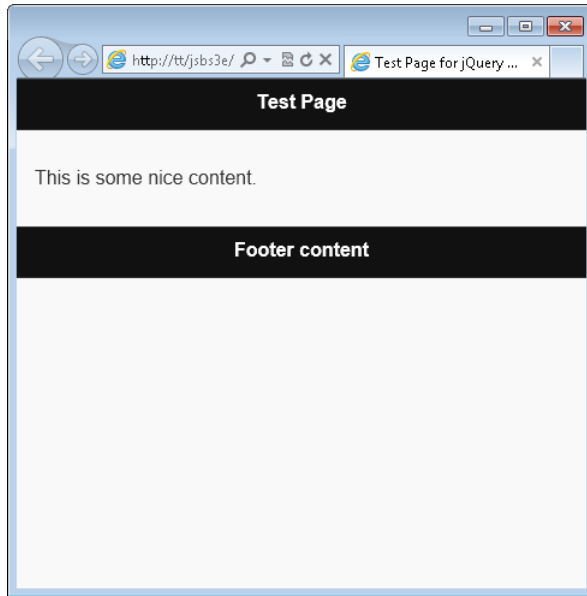 http://tt/jsbs3e/
Test Page for jQuery ...
Test Page
This is some nice content.
Footer content